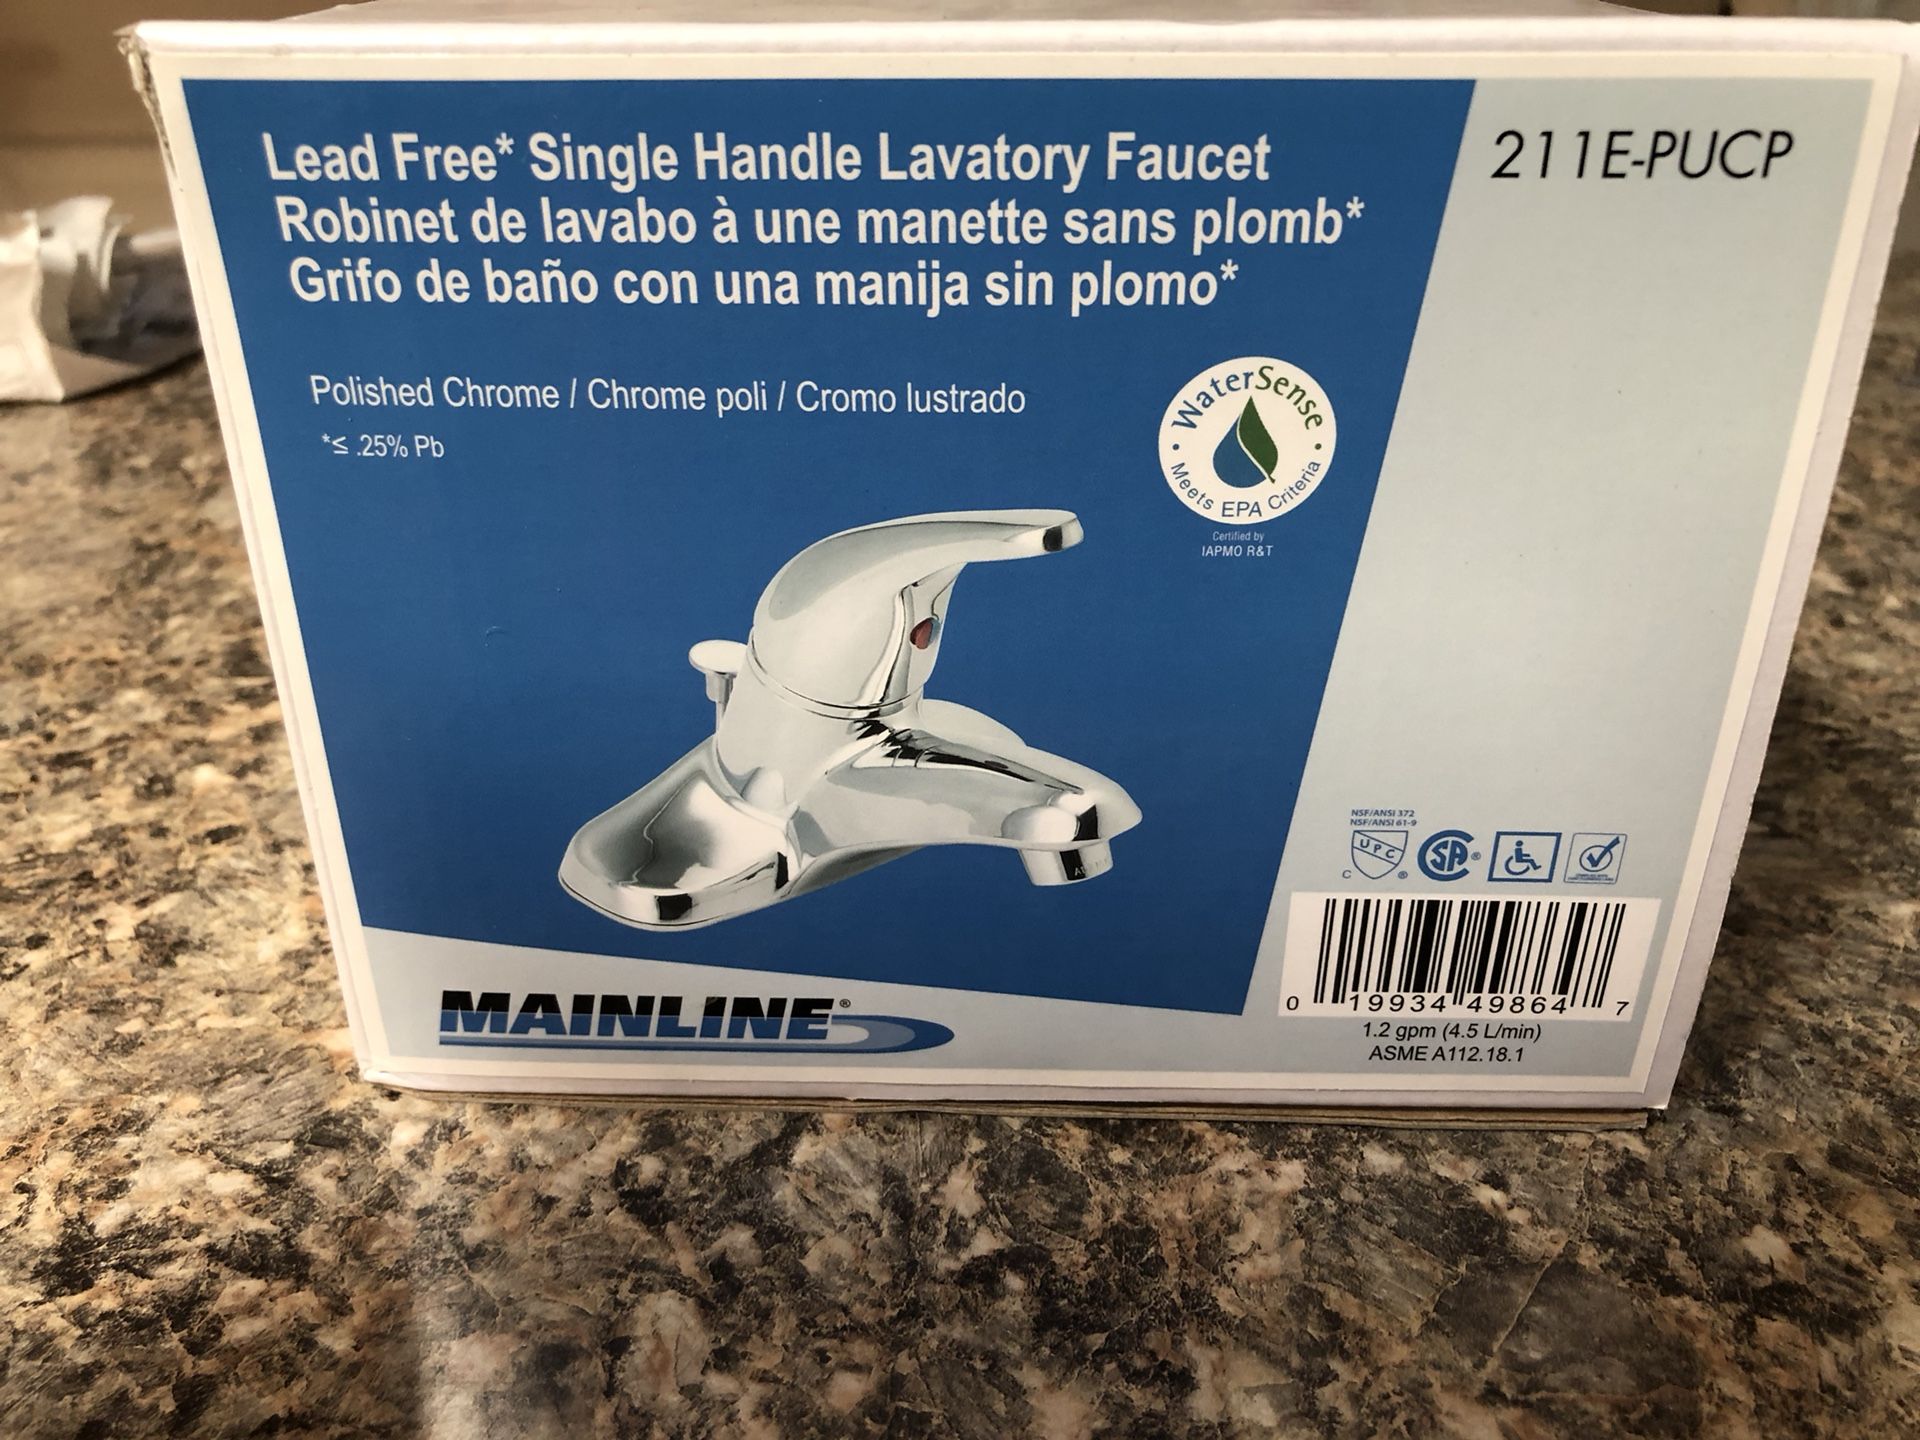 Lead Free* Single Handle Lavatory Faucet
211E-PUCP
Robinet de lavabo à une manette sans plomb*
Grifo de baño con una manija sin plomo*
Polished Chrome / Chrome poli / Cromo lustrado
*≤ .25% Pb
WaterSense
Meets EPA Criteria
Certified by
IAPMO R&T
NSF/ANSI 372
NSF/ANSI 61-9
UPC
C ®
SA ®
MAINLINE®
0 19934 49864 7
1.2 gpm (4.5 L/min)
ASME A112.18.1